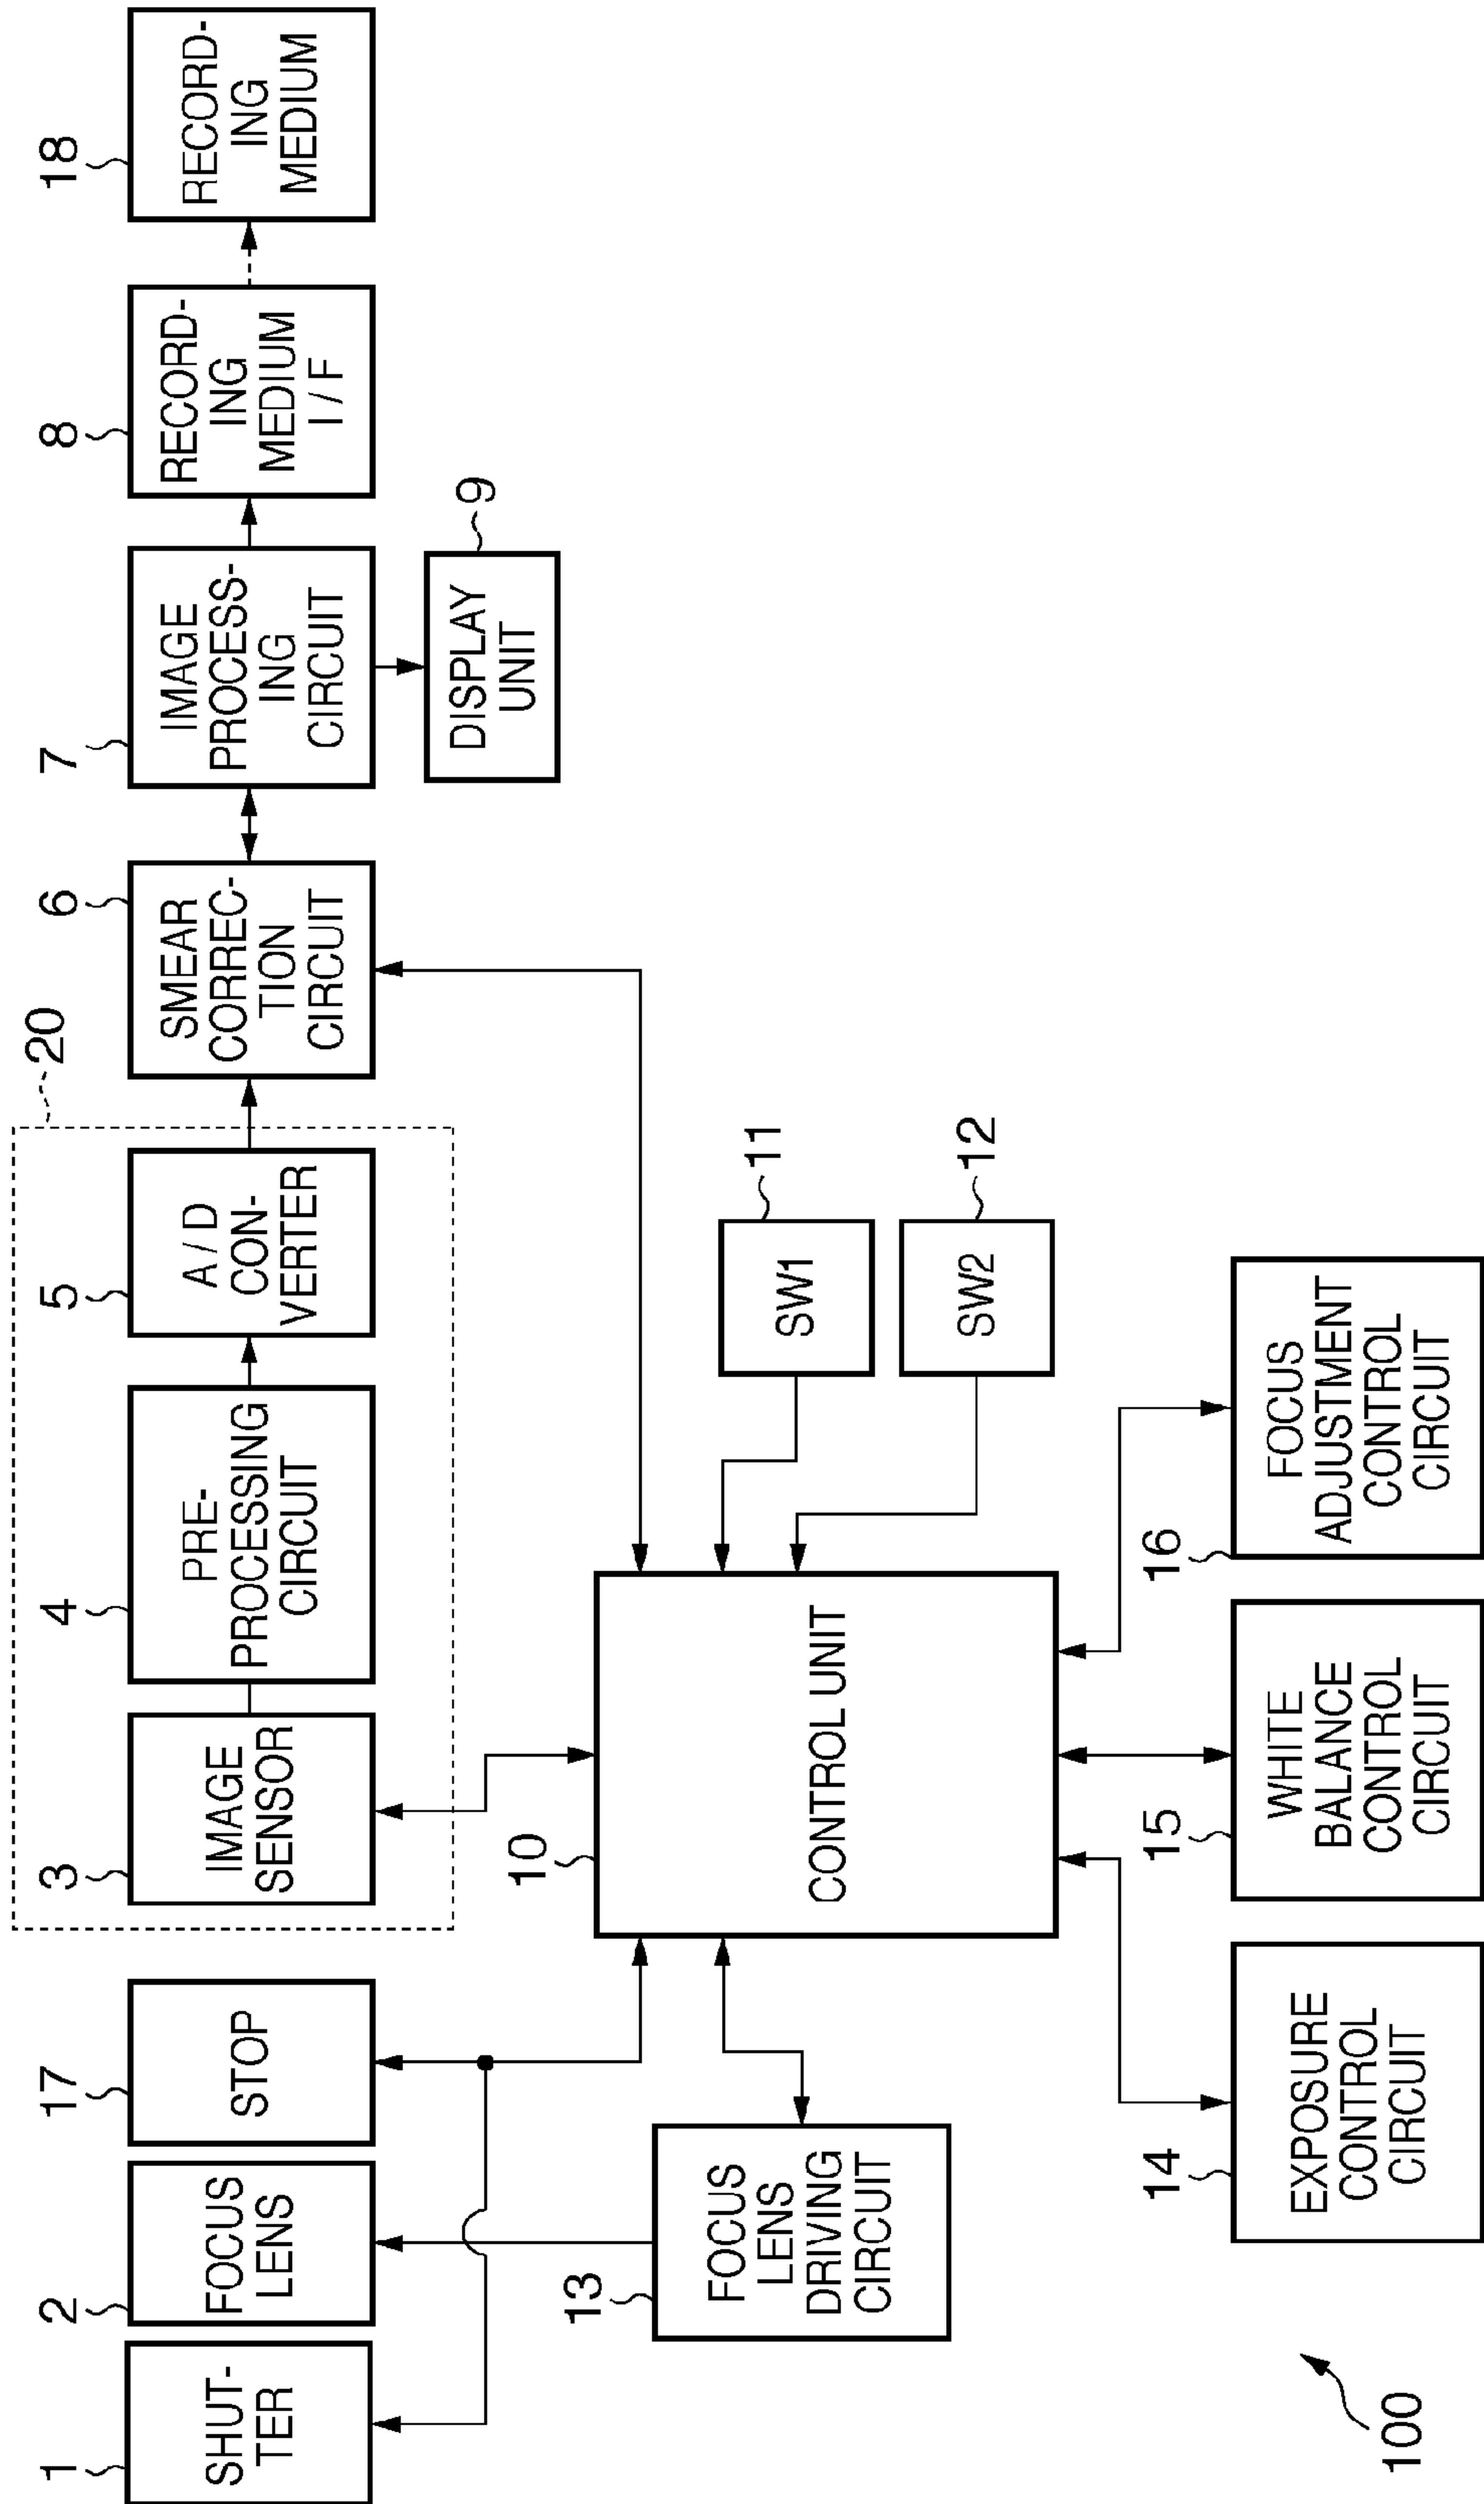 1
SHUT-
TER
2
FOCUS
LENS
17
STOP
3
IMAGE
SENSOR
4
PRE-
PROCESSING
CIRCUIT
5
A / D
CON-
VERTER
20
6
SMEAR
CORREC-
TION
CIRCUIT
7
IMAGE
PROCESS-
ING
CIRCUIT
8
RECORD-
ING
MEDIUM
I / F
18
RECORD-
ING
MEDIUM
9
DISPLAY
UNIT
13
FOCUS
LENS
DRIVING
CIRCUIT
10
CONTROL UNIT
11
SW1
12
SW2
100
14
EXPOSURE
CONTROL
CIRCUIT
15
WHITE
BALANCE
CONTROL
CIRCUIT
16
FOCUS
ADJUSTMENT
CONTROL
CIRCUIT